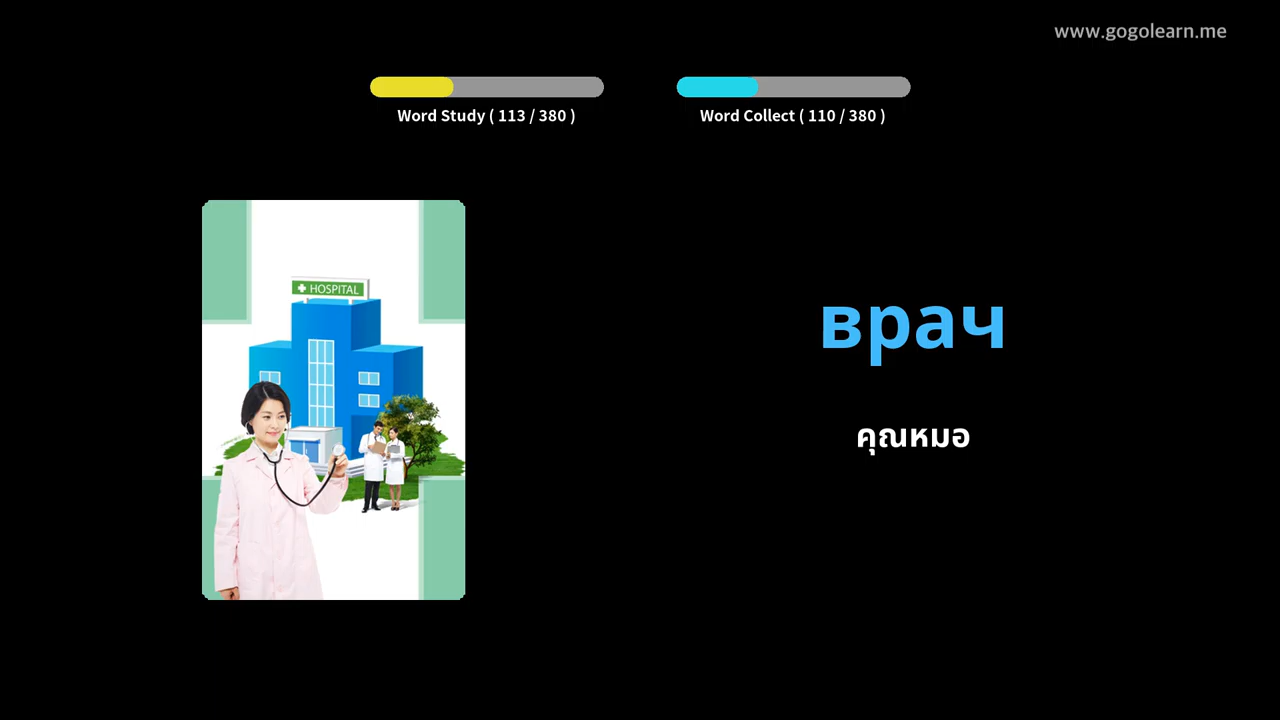 www.gogolearn.me
Word Study ( 113 / 380 )
Word Collect ( 110 / 380 )
HOSPITAL
врач
คุณหมอ